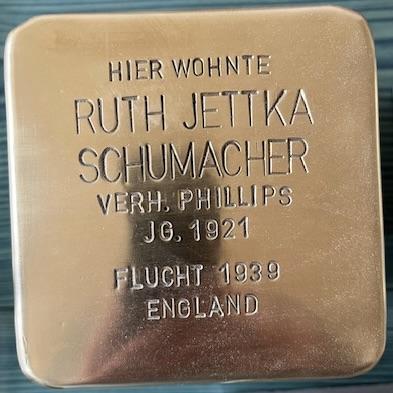 HIER WOHNTE
RUTH JETTKA
SCHUMACHER
VERH. PHILLIPS
JG. 1921
FLUCHT 1939
ENGLAND